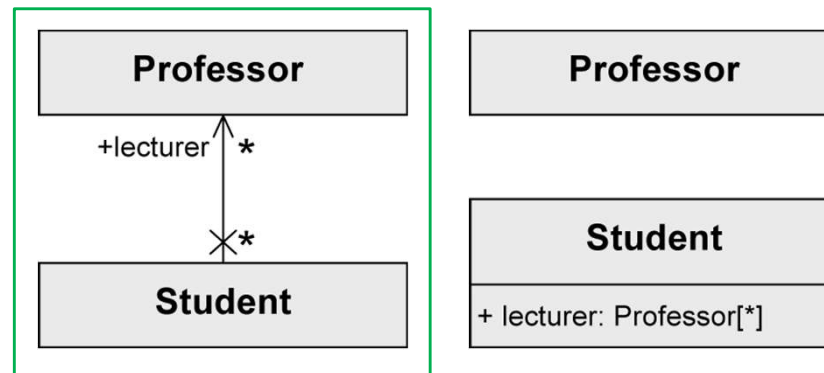 Professor
+lecturer *
*
Student
Professor
Student
+ lecturer: Professor[*]